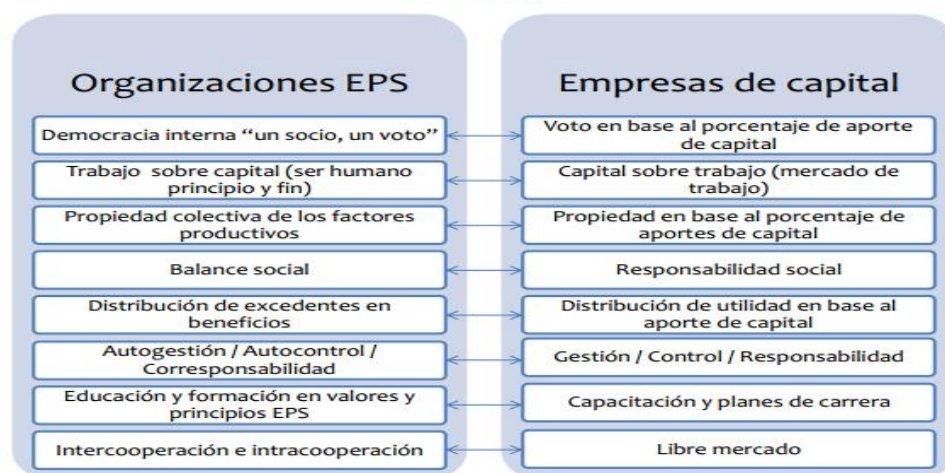 Organizaciones EPS
Democracia interna “un socio, un voto”
Trabajo sobre capital (ser humano
principio y fin)
Propiedad colectiva de los factores
productivos
Balance social
Distribución de excedentes en
beneficios
Autogestión / Autocontrol /
Corresponsabilidad
Educación y formación en valores y
principios EPS
Intercooperación e intracooperación
Empresas de capital
Voto en base al porcentaje de aporte
de capital
Capital sobre trabajo (mercado de
trabajo)
Propiedad en base al porcentaje de
aportes de capital
Responsabilidad social
Distribución de utilidad en base al
aporte de capital
Gestión / Control / Responsabilidad
Capacitación y planes de carrera
Libre mercado